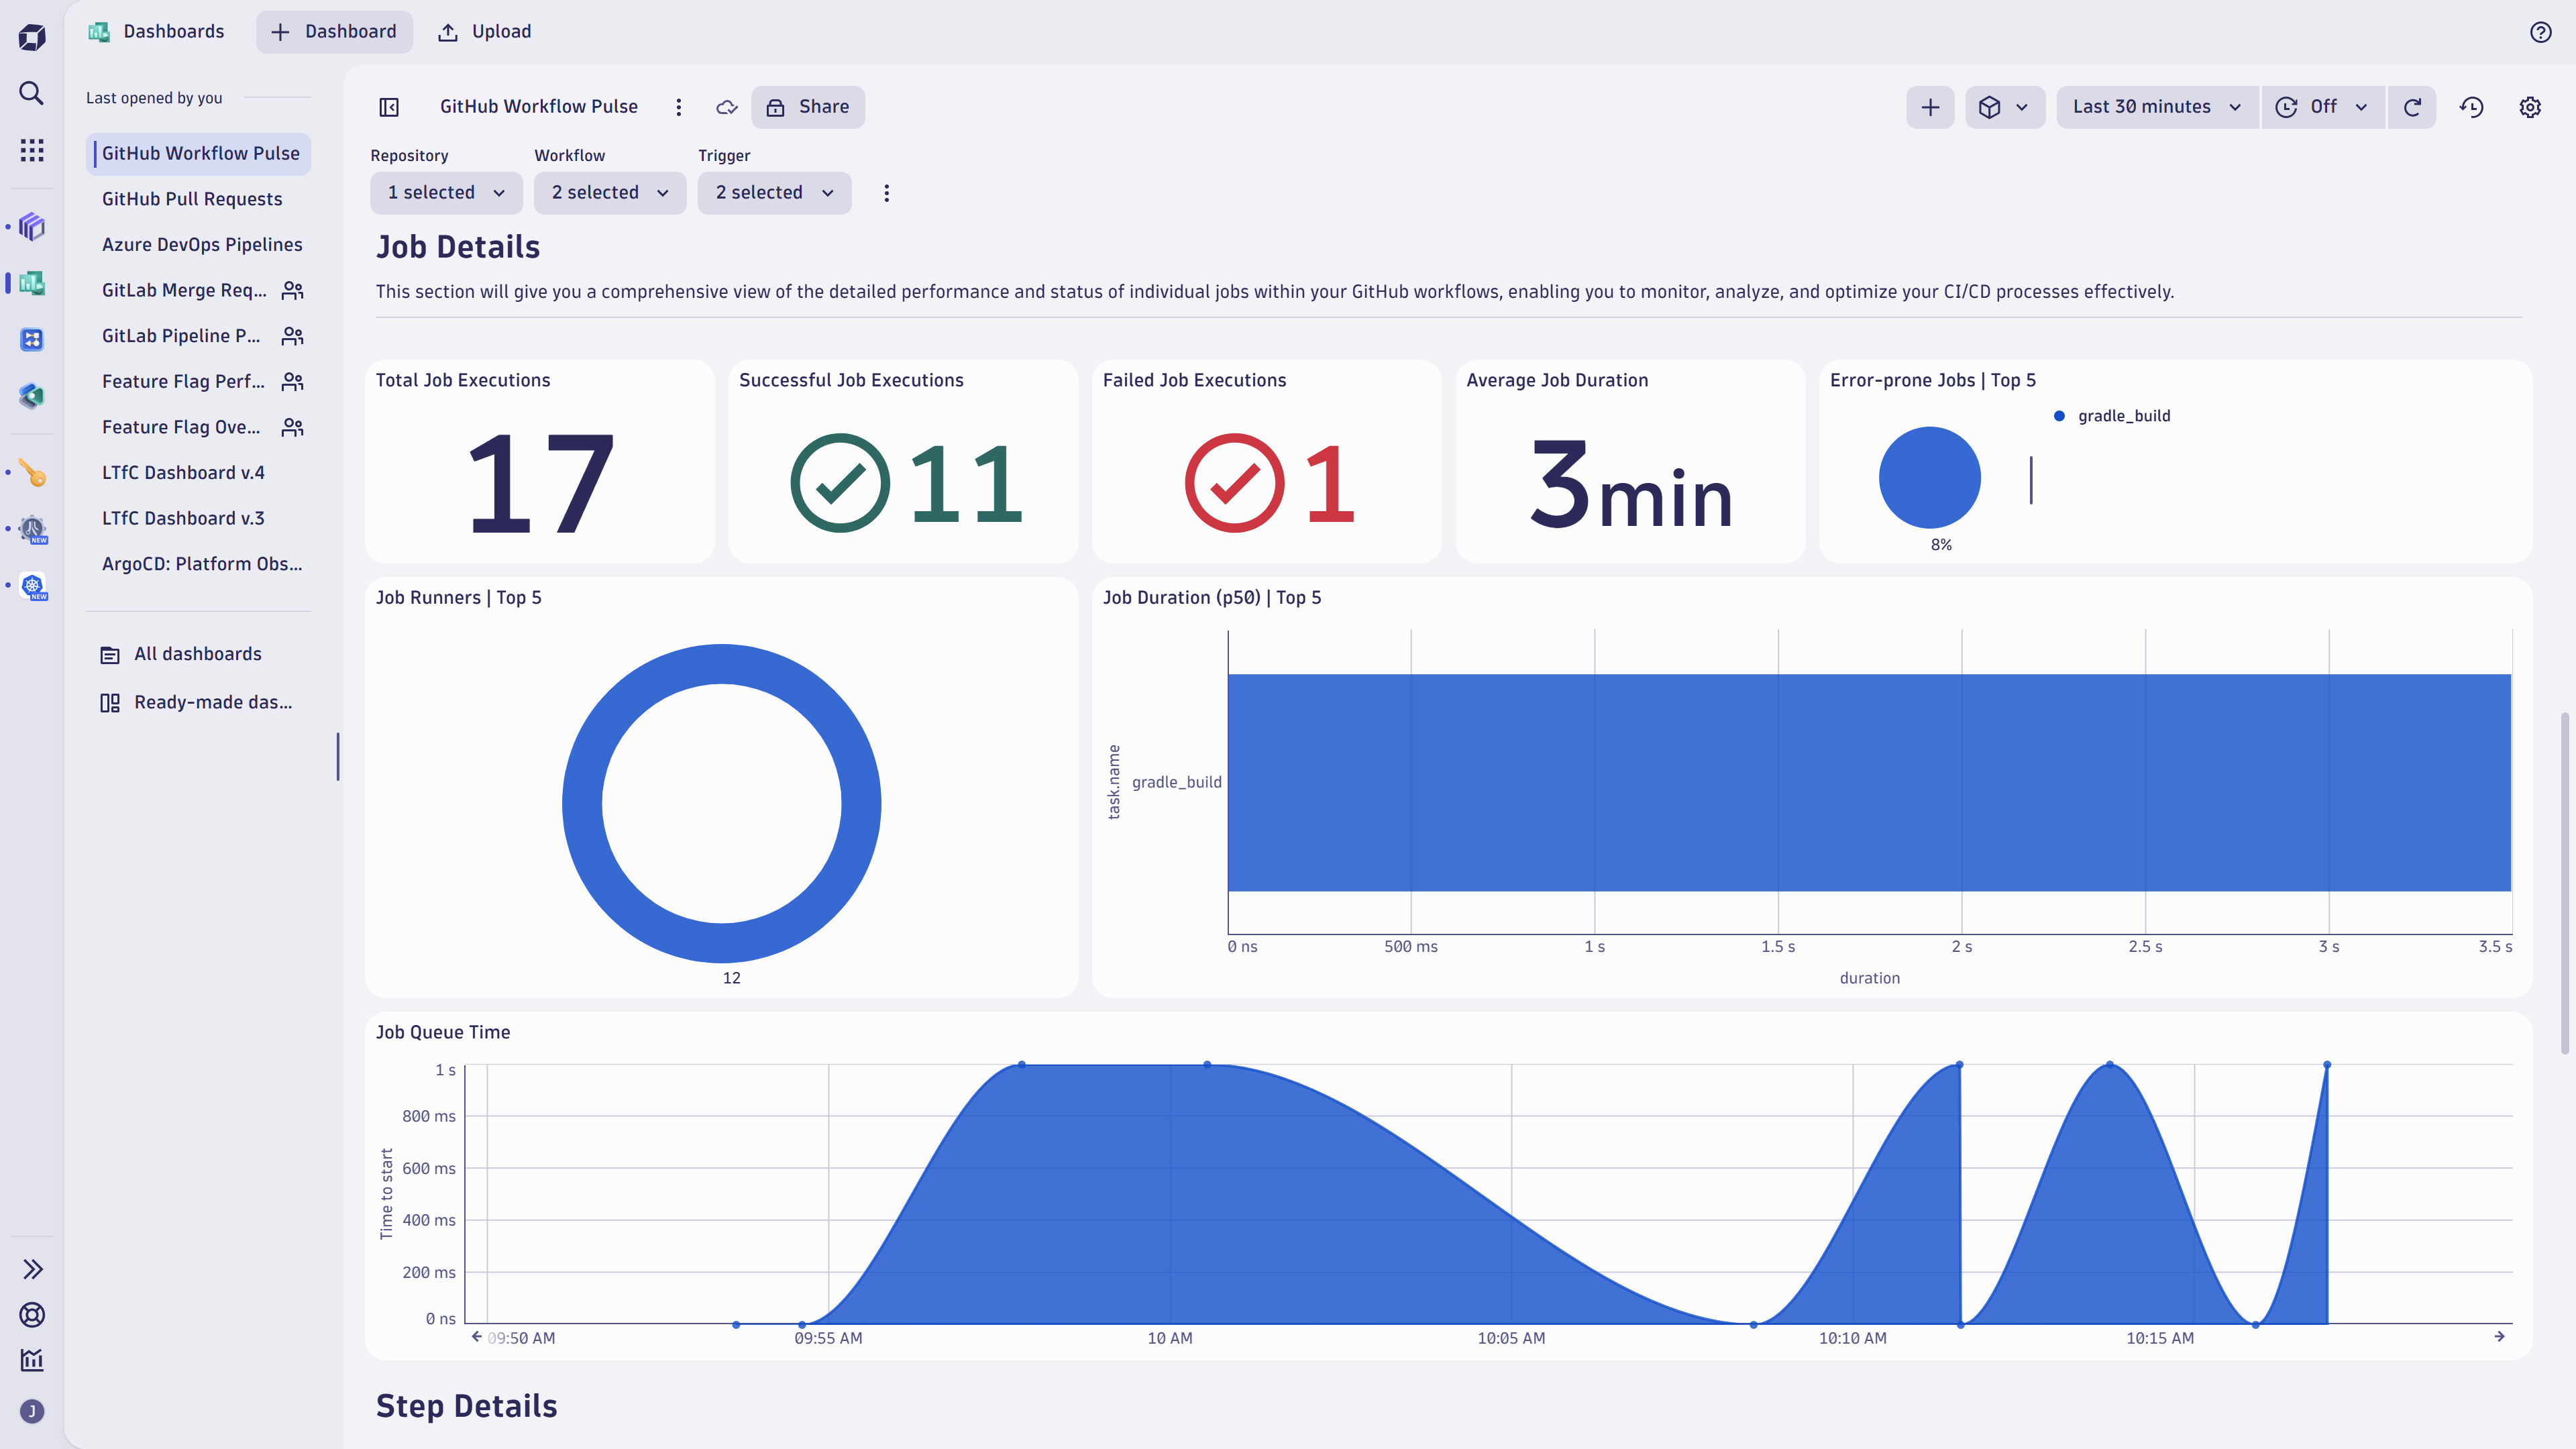 Dashboards
Dashboard
Upload
Last opened by you
GitHub Workflow Pulse
GitHub Pull Requests
Azure DevOps Pipelines
GitLab Merge Req...
GitLab Pipeline P...
Feature Flag Perf...
Feature Flag Ove...
LTfC Dashboard v.4
LTfC Dashboard v.3
ArgoCD: Platform Obs...
All dashboards
Ready-made das...
NEW
NEW
J
GitHub Workflow Pulse
Share
Last 30 minutes
Off
Repository
Workflow
Trigger
1 selected
2 selected
2 selected
Job Details
This section will give you a comprehensive view of the detailed performance and status of individual jobs within your GitHub workflows, enabling you to monitor, analyze, and optimize your CI/CD processes effectively.
Total Job Executions
17
Successful Job Executions
11
Failed Job Executions
1
Average Job Duration
3min
Error-prone Jobs | Top 5
gradle_build
8%
Job Runners | Top 5
12
Job Duration (p50) | Top 5
task.name
gradle_build
0 ns
500 ms
1 s
1.5 s
2 s
2.5 s
3 s
3.5 s
duration
Job Queue Time
Time to start
1 s
800 ms
600 ms
400 ms
200 ms
0 ns
09:50 AM
09:55 AM
10 AM
10:05 AM
10:10 AM
10:15 AM
Step Details